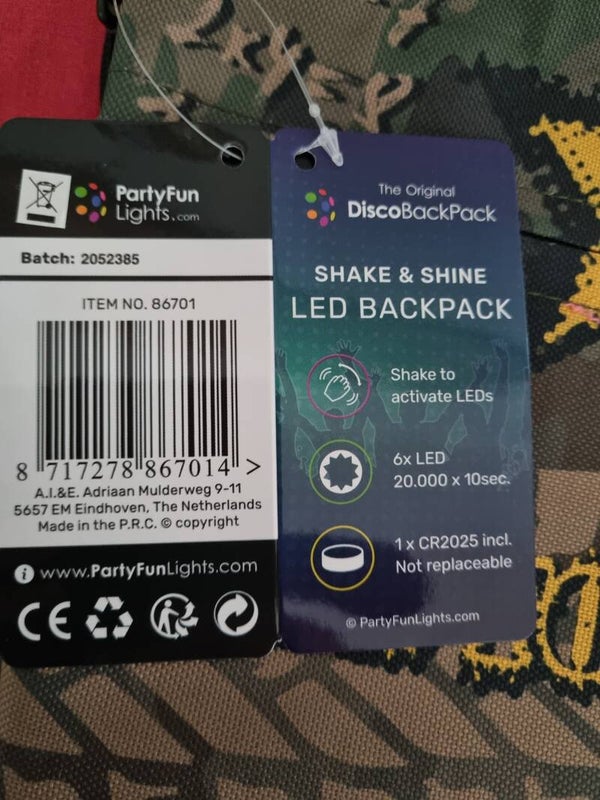 PartyFun
Lights.com
Batch: 2052385
ITEM NO. 86701
8 717278 867014 >
A.I.&E. Adriaan Mulderweg 9-11
5657 EM Eindhoven, The Netherlands
Made in the P.R.C. © copyright
i www.PartyFunLights.com
CE
The Original
DiscoBackPack
SHAKE & SHINE
LED BACKPACK
Shake to
activate LEDs
6x LED
20.000 x 10sec.
1 x CR2025 incl.
Not replaceable
© PartyFunLights.com